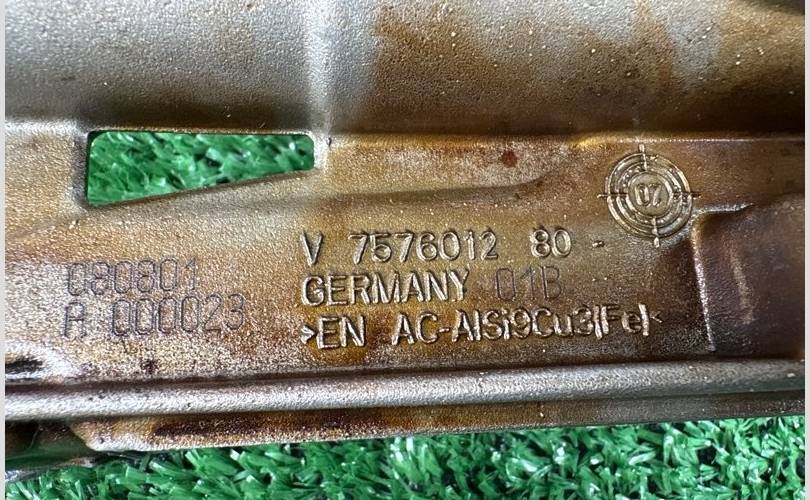 V 7576012 80 -
GERMANY 01B
>EN AC-AlSi9Cu3(Fe)<
080801
A 000023